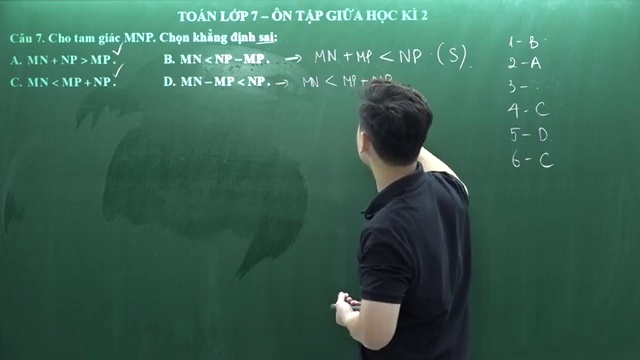 TOÁN LỚP 7 – ÔN TẬP GIỮA HỌC KÌ 2
Câu 7. Cho tam giác MNP. Chọn khẳng định sai:
A. MN + NP > MP. ✓ B. MN < NP – MP. → MN + MP < NP. (S)
C. MN < MP + NP. ✓ D. MN – MP < NP. → MN < MP + NP
1 - B
2 - A
3 - .
4 - C
5 - D
6 - C